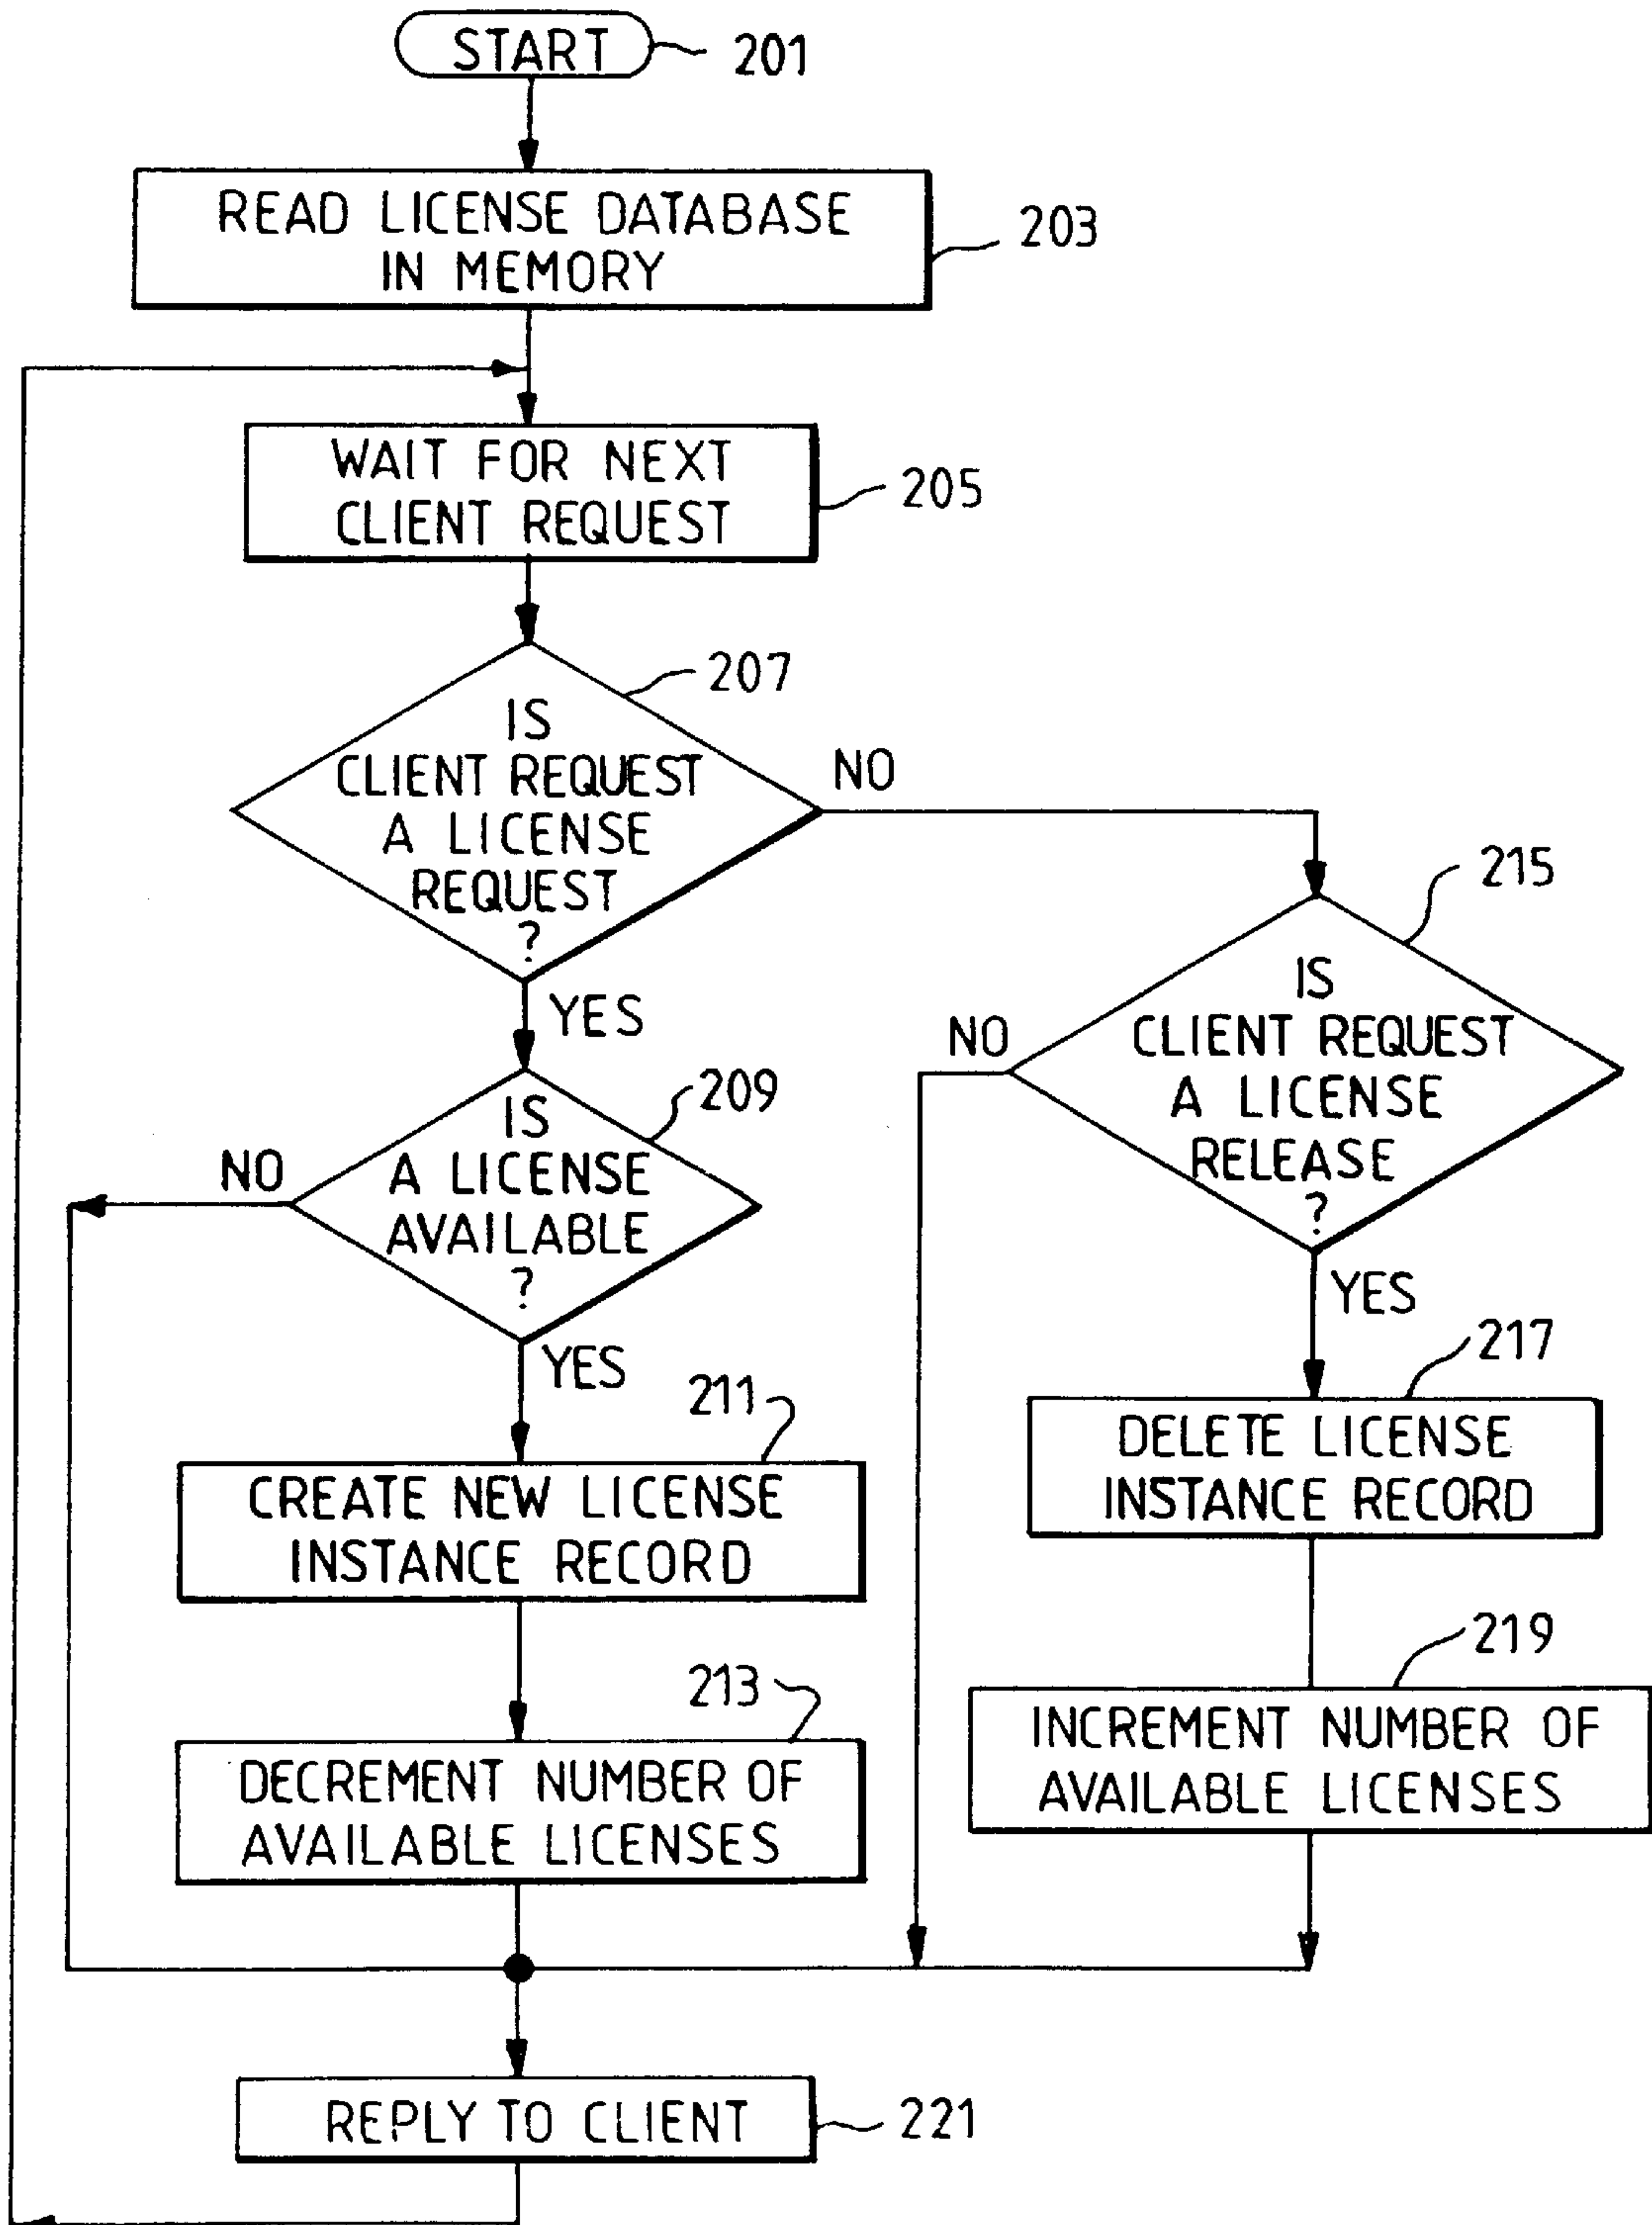 START
201
READ LICENSE DATABASE
IN MEMORY
203
WAIT FOR NEXT
CLIENT REQUEST
205
207
IS
CLIENT REQUEST
A LICENSE
REQUEST
?
NO
YES
215
IS
CLIENT REQUEST
A LICENSE
RELEASE
?
NO
YES
209
IS
A LICENSE
AVAILABLE
?
NO
YES
211
CREATE NEW LICENSE
INSTANCE RECORD
217
DELETE LICENSE
INSTANCE RECORD
213
DECREMENT NUMBER OF
AVAILABLE LICENSES
219
INCREMENT NUMBER OF
AVAILABLE LICENSES
REPLY TO CLIENT
221